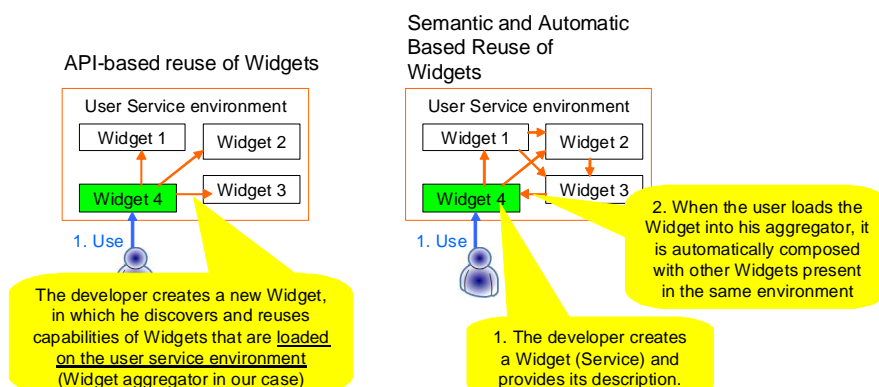 API-based reuse of Widgets
User Service environment
Widget 1
Widget 2
Widget 3
Widget 4
1. Use
The developer creates a new Widget,
in which he discovers and reuses
capabilities of Widgets that are loaded
on the user service environment
(Widget aggregator in our case)
Semantic and Automatic
Based Reuse of
Widgets
User Service environment
Widget 1
Widget 2
Widget 3
Widget 4
1. Use
2. When the user loads the
Widget into his aggregator, it
is automatically composed
with other Widgets present
in the same environment
1. The developer creates
a Widget (Service) and
provides its description.